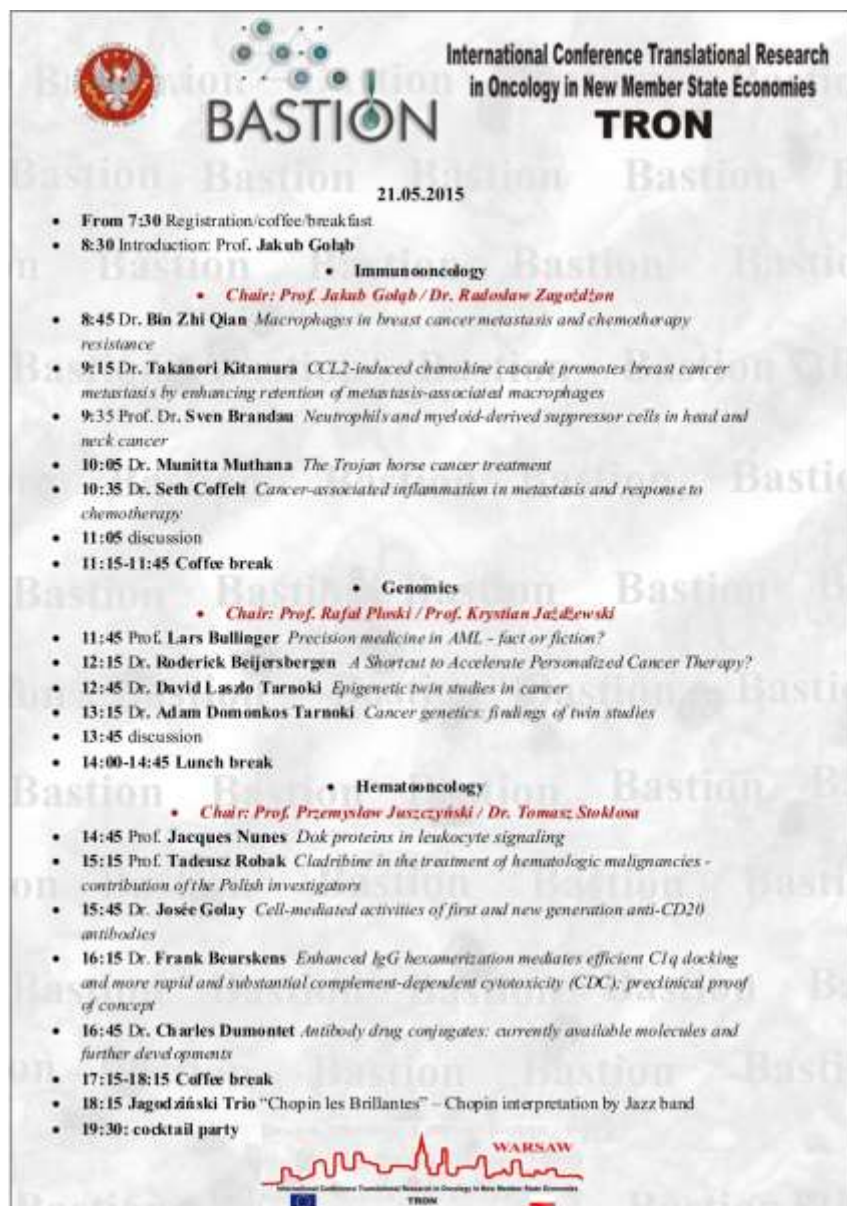 BASTION
International Conference Translational Research
in Oncology in New Member State Economies
TRON
21.05.2015
• From 7:30 Registration/coffee/breakfast
• 8:30 Introduction: Prof. Jakub Gołąb
• Immunooncology
• Chair: Prof. Jakub Gołąb / Dr. Radosław Zagożdżon
• 8:45 Dr. Bin Zhi Qian Macrophages in breast cancer metastasis and chemotherapy
resistance
• 9:15 Dr. Takanori Kitamura CCL2-induced chemokine cascade promotes breast cancer
metastasis by enhancing retention of metastasis-associated macrophages
• 9:35 Prof. Dr. Sven Brandau Neutrophils and myeloid-derived suppressor cells in head and
neck cancer
• 10:05 Dr. Munitta Muthana The Trojan horse cancer treatment
• 10:35 Dr. Seth Coffelt Cancer-associated inflammation in metastasis and response to
chemotherapy
• 11:05 discussion
• 11:15-11:45 Coffee break
• Genomics
• Chair: Prof. Rafał Płoski / Prof. Krystian Jażdżewski
• 11:45 Prof. Lars Bullinger Precision medicine in AML - fact or fiction?
• 12:15 Dr. Roderick Beijersbergen A Shortcut to Accelerate Personalized Cancer Therapy?
• 12:45 Dr. David Laszlo Tarnoki Epigenetic twin studies in cancer
• 13:15 Dr. Adam Domonkos Tarnoki Cancer genetics: findings of twin studies
• 13:45 discussion
• 14:00-14:45 Lunch break
• Hematooncology
• Chair: Prof. Przemysław Juszczyński / Dr. Tomasz Stokłosa
• 14:45 Prof. Jacques Nunes Dok proteins in leukocyte signaling
• 15:15 Prof. Tadeusz Robak Cladribine in the treatment of hematologic malignancies -
contribution of the Polish investigators
• 15:45 Dr. Josée Golay Cell-mediated activities of first and new generation anti-CD20
antibodies
• 16:15 Dr. Frank Beurskens Enhanced IgG hexamerization mediates efficient C1q docking
and more rapid and substantial complement-dependent cytotoxicity (CDC); preclinical proof
of concept
• 16:45 Dr. Charles Dumontet Antibody drug conjugates: currently available molecules and
further developments
• 17:15-18:15 Coffee break
• 18:15 Jagodziński Trio “Chopin les Brillantes” – Chopin interpretation by Jazz band
• 19:30: cocktail party
WARSAW
International Conference Translational Research in Oncology in New Member State Economies
TRON